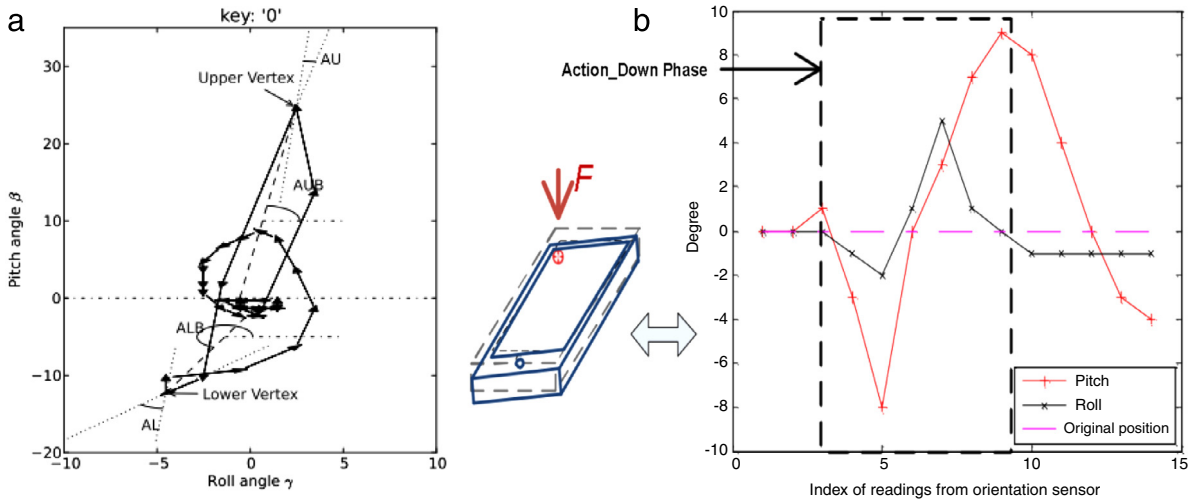 a
key: '0'
AU
Upper Vertex
AUB
ALB
Lower Vertex
AL
Pitch angle β
30
20
10
0
−10
−20
−10
−5
0
5
10
Roll angle γ
F
b
Action_Down Phase
Degree
10
8
6
4
2
0
-2
-4
-6
-8
-10
0
5
10
15
Pitch
Roll
Original position
Index of readings from orientation sensor